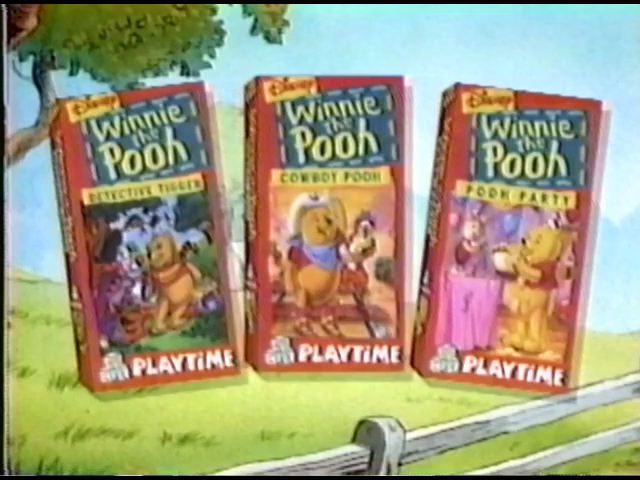 Disney
Winnie
the
Pooh
DETECTIVE TIGGER
PLAYTIME
Disney
Winnie
the
Pooh
COWBOY POOH
PLAYTIME
Disney
Winnie
the
Pooh
POOH PARTY
PLAYTIME